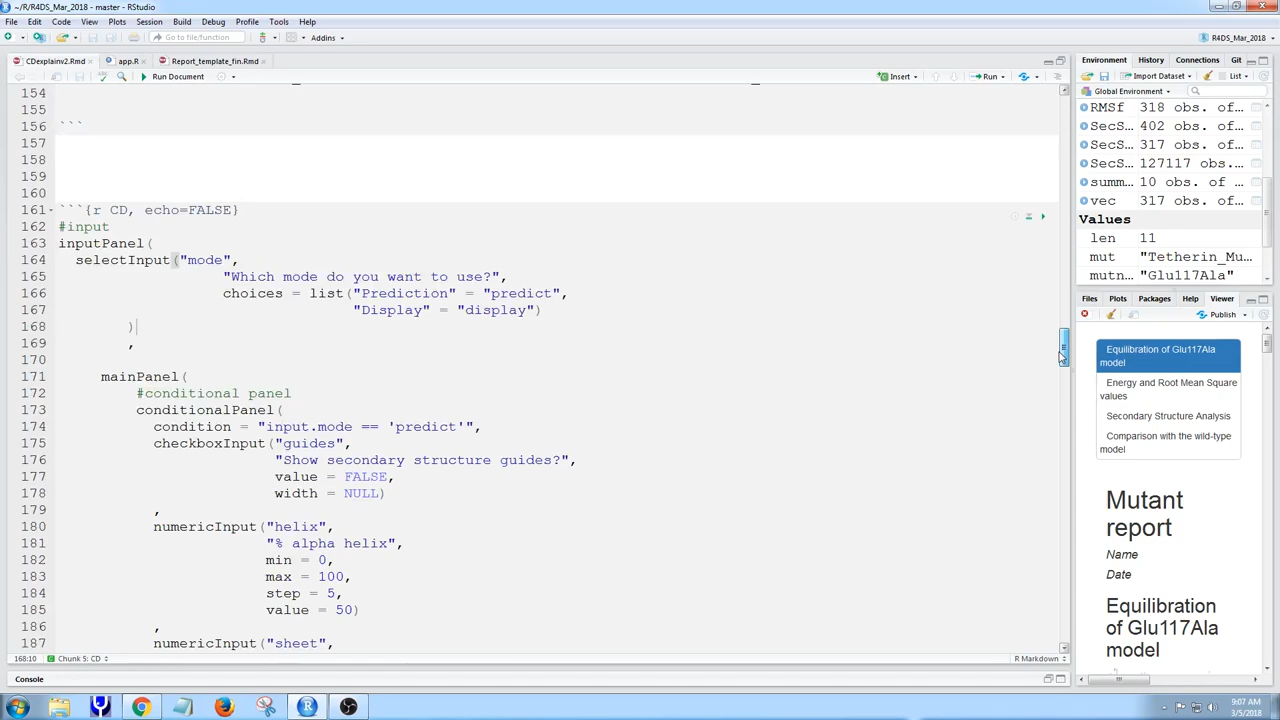 ~/R/R4DS_Mar_2018 - master - RStudio
File Edit Code View Plots Session Build Debug Profile Tools Help
Go to file/function Addins R4DS_Mar_2018
CDexplainv2.Rmd app.R Report_template_fin.Rmd
Run Document Insert Run
154
155
156 ```
157
158
159
160
161 ```{r CD, echo=FALSE}
162 #input
163 inputPanel(
164 selectInput("mode",
165 "Which mode do you want to use?",
166 choices = list("Prediction" = "predict",
167 "Display" = "display")
168 )
169 ,
170
171 mainPanel(
172 #conditional panel
173 conditionalPanel(
174 condition = "input.mode == 'predict'",
175 checkboxInput("guides",
176 "Show secondary structure guides?",
177 value = FALSE,
178 width = NULL)
179 ,
180 numericInput("helix",
181 "% alpha helix",
182 min = 0,
183 max = 100,
184 step = 5,
185 value = 50)
186 ,
187 numericInput("sheet",
168:10 Chunk 5: CD R Markdown
Console
Environment History Connections Git
Import Dataset List
Global Environment
RMSf 318 obs. of…
SecS… 402 obs. of…
SecS… 317 obs. of…
SecS… 127117 obs.…
summ… 10 obs. of …
vec 317 obs. of…
Values
len 11
mut "Tetherin_Mu…
mutn… "Glu117Ala"
Files Plots Packages Help Viewer
Publish
Equilibration of Glu117Ala
model
Energy and Root Mean Square
values
Secondary Structure Analysis
Comparison with the wild-type
model
Mutant
report
Name
Date
Equilibration
of Glu117Ala
model
9:07 AM
3/5/2018